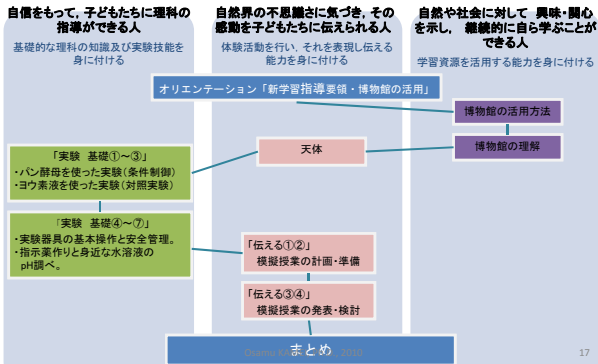 自信をもって，子どもたちに理科の
指導ができる人
基礎的な理科の知識及び実験技能を
身に付ける
自然界の不思議さに気づき，その
感動を子どもたちに伝えられる人
体験活動を行い，それを表現し伝える
能力を身に付ける
自然や社会に対して　興味・関心
を示し，　継続的に自ら学ぶことが
できる人
学習資源を活用する能力を身に付ける
オリエンテーション「新学習指導要領・博物館の活用」
博物館の活用方法
博物館の理解
天体
「実験　基礎①～③」
・パン酵母を使った実験（条件制御）
・ヨウ素液を使った実験（対照実験）
「実験　基礎④～⑦」
・実験器具の基本操作と安全管理。
・指示薬作りと身近な水溶液の
pH調べ。
「伝える①②」
模擬授業の計画・準備
「伝える③④」
模擬授業の発表・検討
まとめ
17